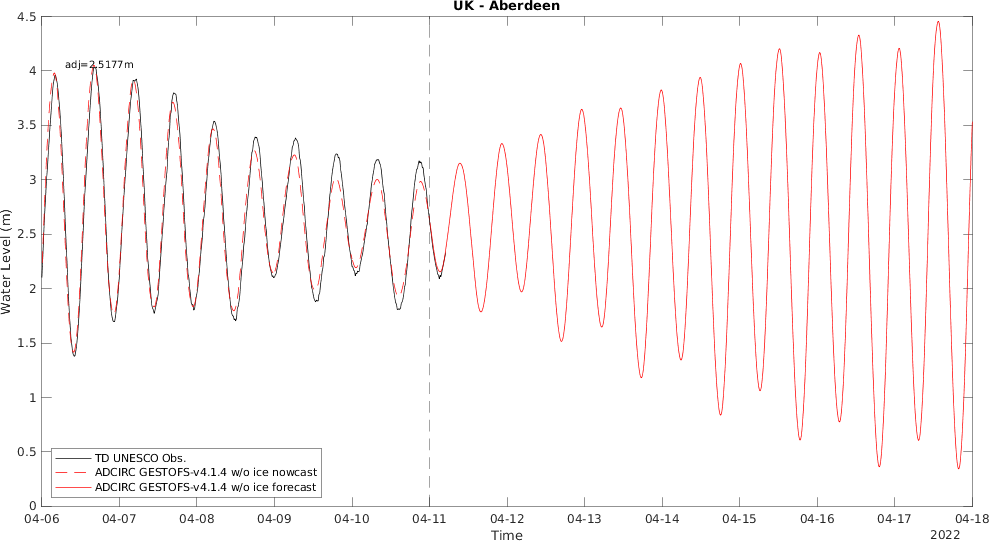 UK - Aberdeen
adj=2.5177m
4.5
4
3.5
3
2.5
2
1.5
1
0.5
0
Water Level (m)
TD UNESCO Obs.
ADCIRC GESTOFS-v4.1.4 w/o ice nowcast
ADCIRC GESTOFS-v4.1.4 w/o ice forecast
04-06 04-07 04-08 04-09 04-10 04-11 04-12 04-13 04-14 04-15 04-16 04-17 04-18
Time
2022